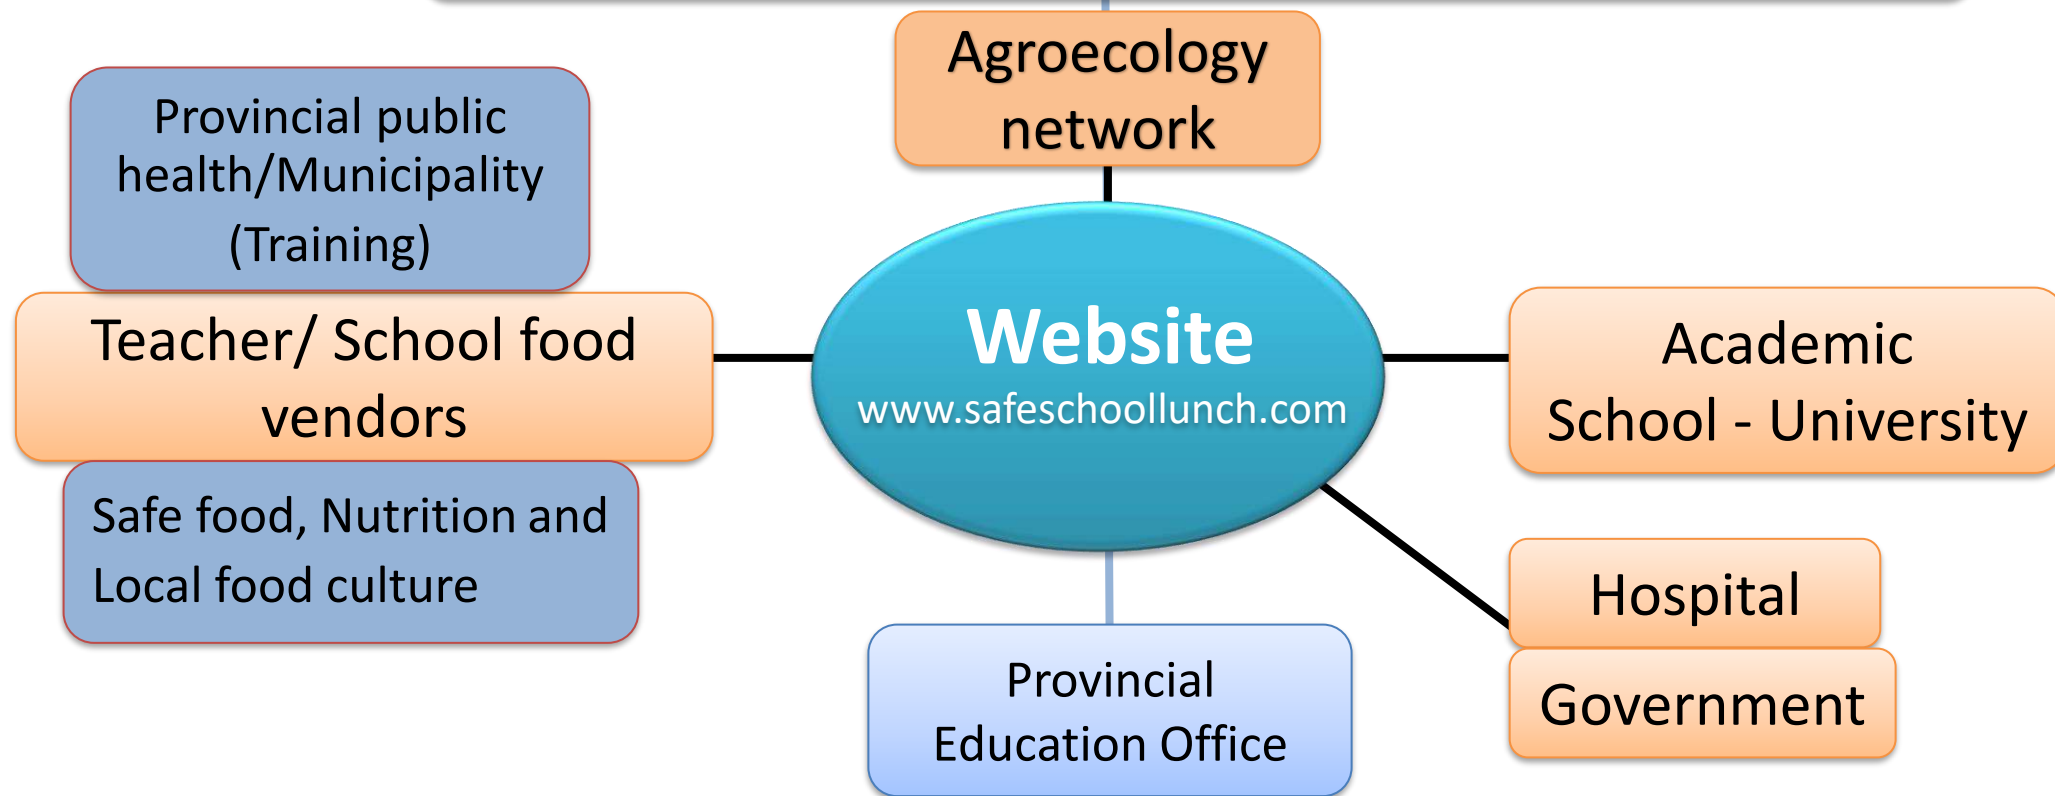 Agroecology
network
Provincial public
health/Municipality
(Training)
Teacher/ School food
vendors
Safe food, Nutrition and
Local food culture
Website
www.safeschoollunch.com
Academic
School - University
Hospital
Government
Provincial
Education Office